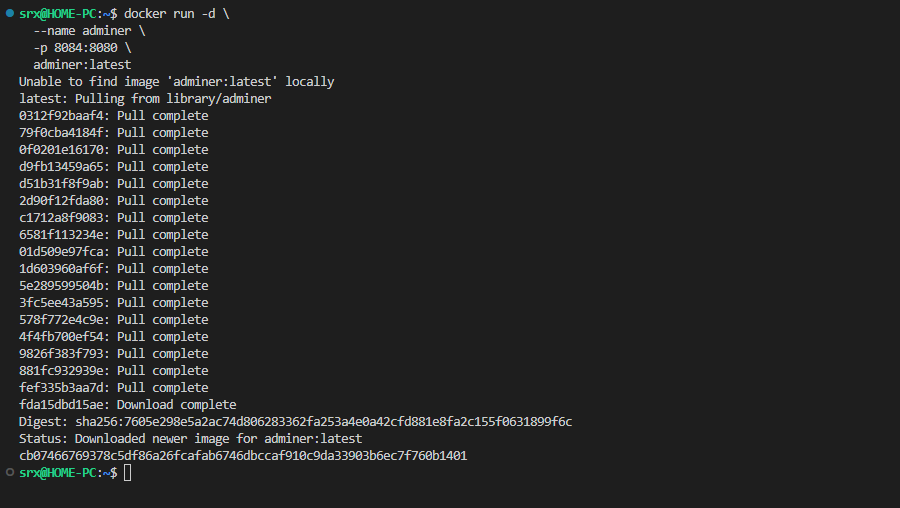 srx@HOME-PC:~$ docker run -d \
--name adminer \
-p 8084:8080 \
adminer:latest
Unable to find image 'adminer:latest' locally
latest: Pulling from library/adminer
0312f92baaf4: Pull complete
79f0cba4184f: Pull complete
0f0201e16170: Pull complete
d9fb13459a65: Pull complete
d51b31f8f9ab: Pull complete
2d90f12fda80: Pull complete
c1712a8f9083: Pull complete
6581f113234e: Pull complete
01d509e97fca: Pull complete
1d603960af6f: Pull complete
5e289599504b: Pull complete
3fc5ee43a595: Pull complete
578f772e4c9e: Pull complete
4f4fb700ef54: Pull complete
9826f383f793: Pull complete
881fc932939e: Pull complete
fef335b3aa7d: Pull complete
fda15dbd15ae: Download complete
Digest: sha256:7605e298e5a2ac74d806283362fa253a4e0a42cfd881e8fa2c155f0631899f6c
Status: Downloaded newer image for adminer:latest
cb07466769378c5df86a26fcafab6746dbccaf910c9da33903b6ec7f760b1401
srx@HOME-PC:~$